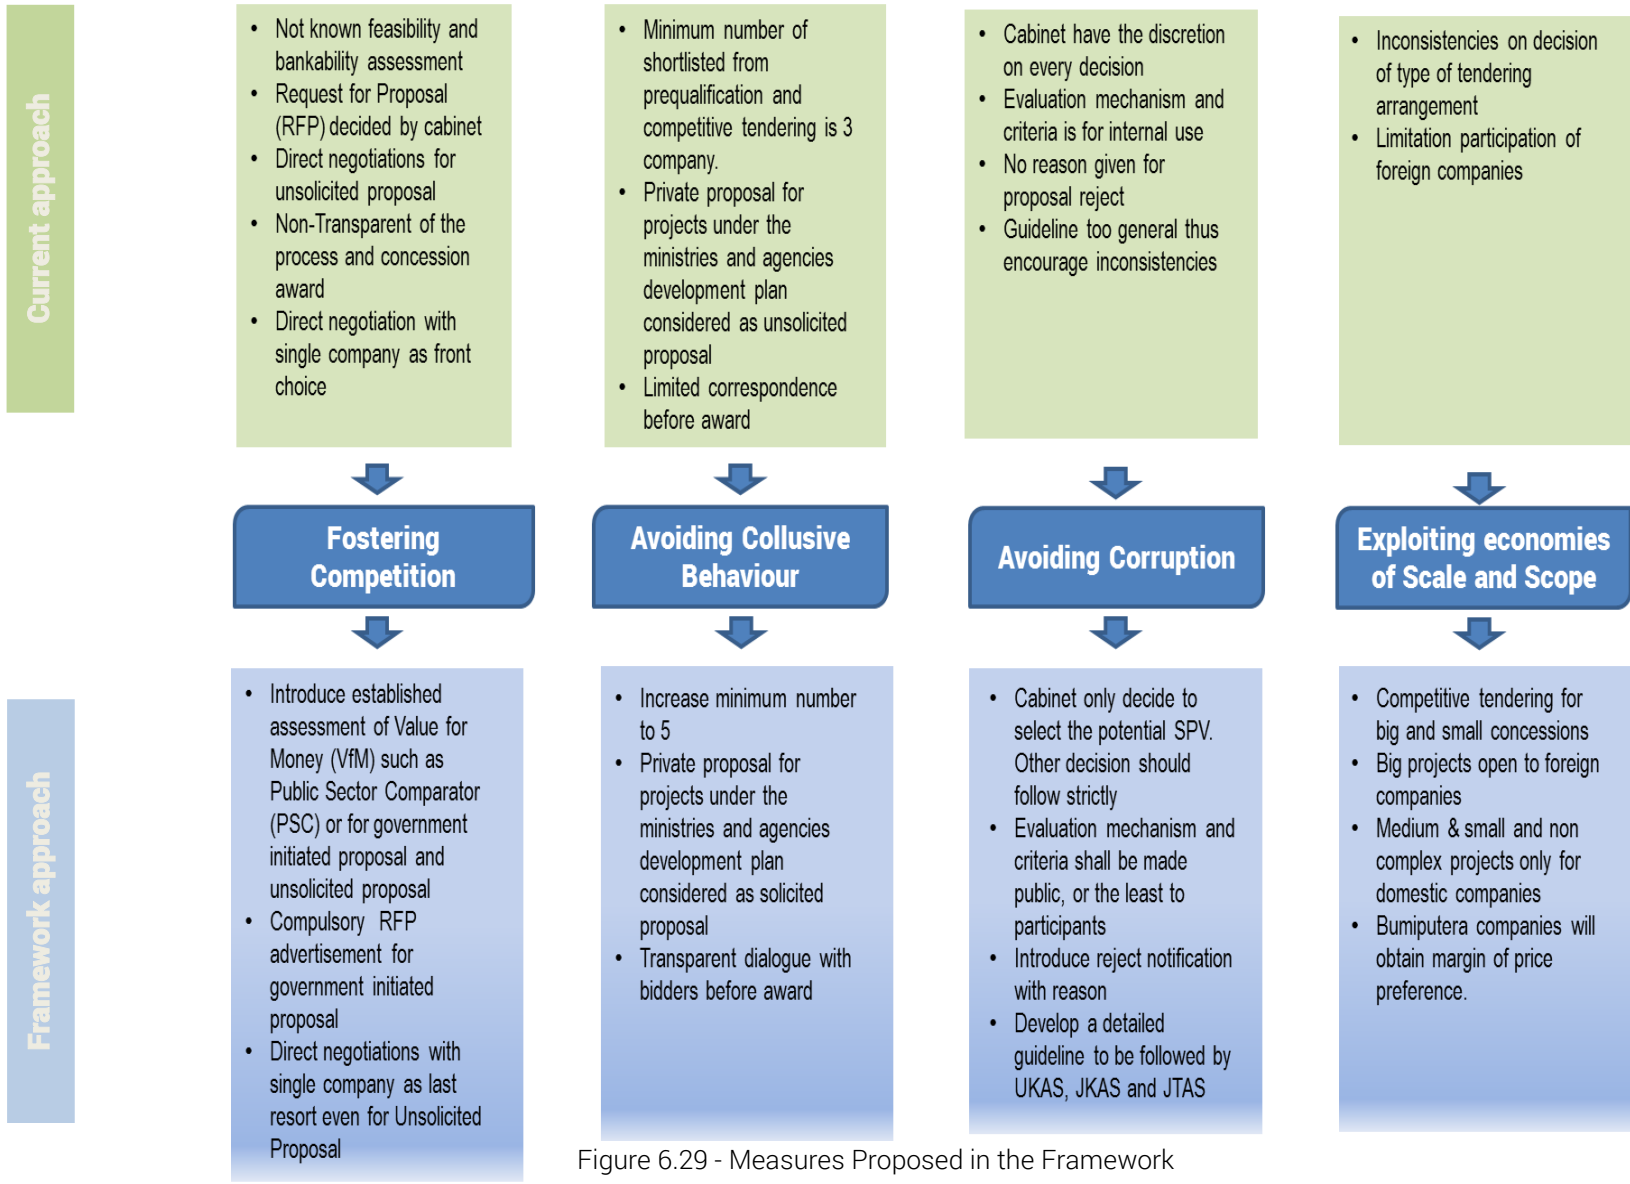 Current approach
• Not known feasibility and
bankability assessment
• Request for Proposal
(RFP) decided by cabinet
• Direct negotiations for
unsolicited proposal
• Non-Transparent of the
process and concession
award
• Direct negotiation with
single company as front
choice
• Minimum number of
shortlisted from
prequalification and
competitive tendering is 3
company.
• Private proposal for
projects under the
ministries and agencies
development plan
considered as unsolicited
proposal
• Limited correspondence
before award
• Cabinet have the discretion
on every decision
• Evaluation mechanism and
criteria is for internal use
• No reason given for
proposal reject
• Guideline too general thus
encourage inconsistencies
• Inconsistencies on decision
of type of tendering
arrangement
• Limitation participation of
foreign companies
Fostering
Competition
Avoiding Collusive
Behaviour
Avoiding Corruption
Exploiting economies
of Scale and Scope
Framework approach
• Introduce established
assessment of Value for
Money (VfM) such as
Public Sector Comparator
(PSC) or for government
initiated proposal and
unsolicited proposal
• Compulsory RFP
advertisement for
government initiated
proposal
• Direct negotiations with
single company as last
resort even for Unsolicited
Proposal
• Increase minimum number
to 5
• Private proposal for
projects under the
ministries and agencies
development plan
considered as solicited
proposal
• Transparent dialogue with
bidders before award
• Cabinet only decide to
select the potential SPV.
Other decision should
follow strictly
• Evaluation mechanism and
criteria shall be made
public, or the least to
participants
• Introduce reject notification
with reason
• Develop a detailed
guideline to be followed by
UKAS, JKAS and JTAS
• Competitive tendering for
big and small concessions
• Big projects open to foreign
companies
• Medium & small and non
complex projects only for
domestic companies
• Bumiputera companies will
obtain margin of price
preference.
Figure 6.29 - Measures Proposed in the Framework